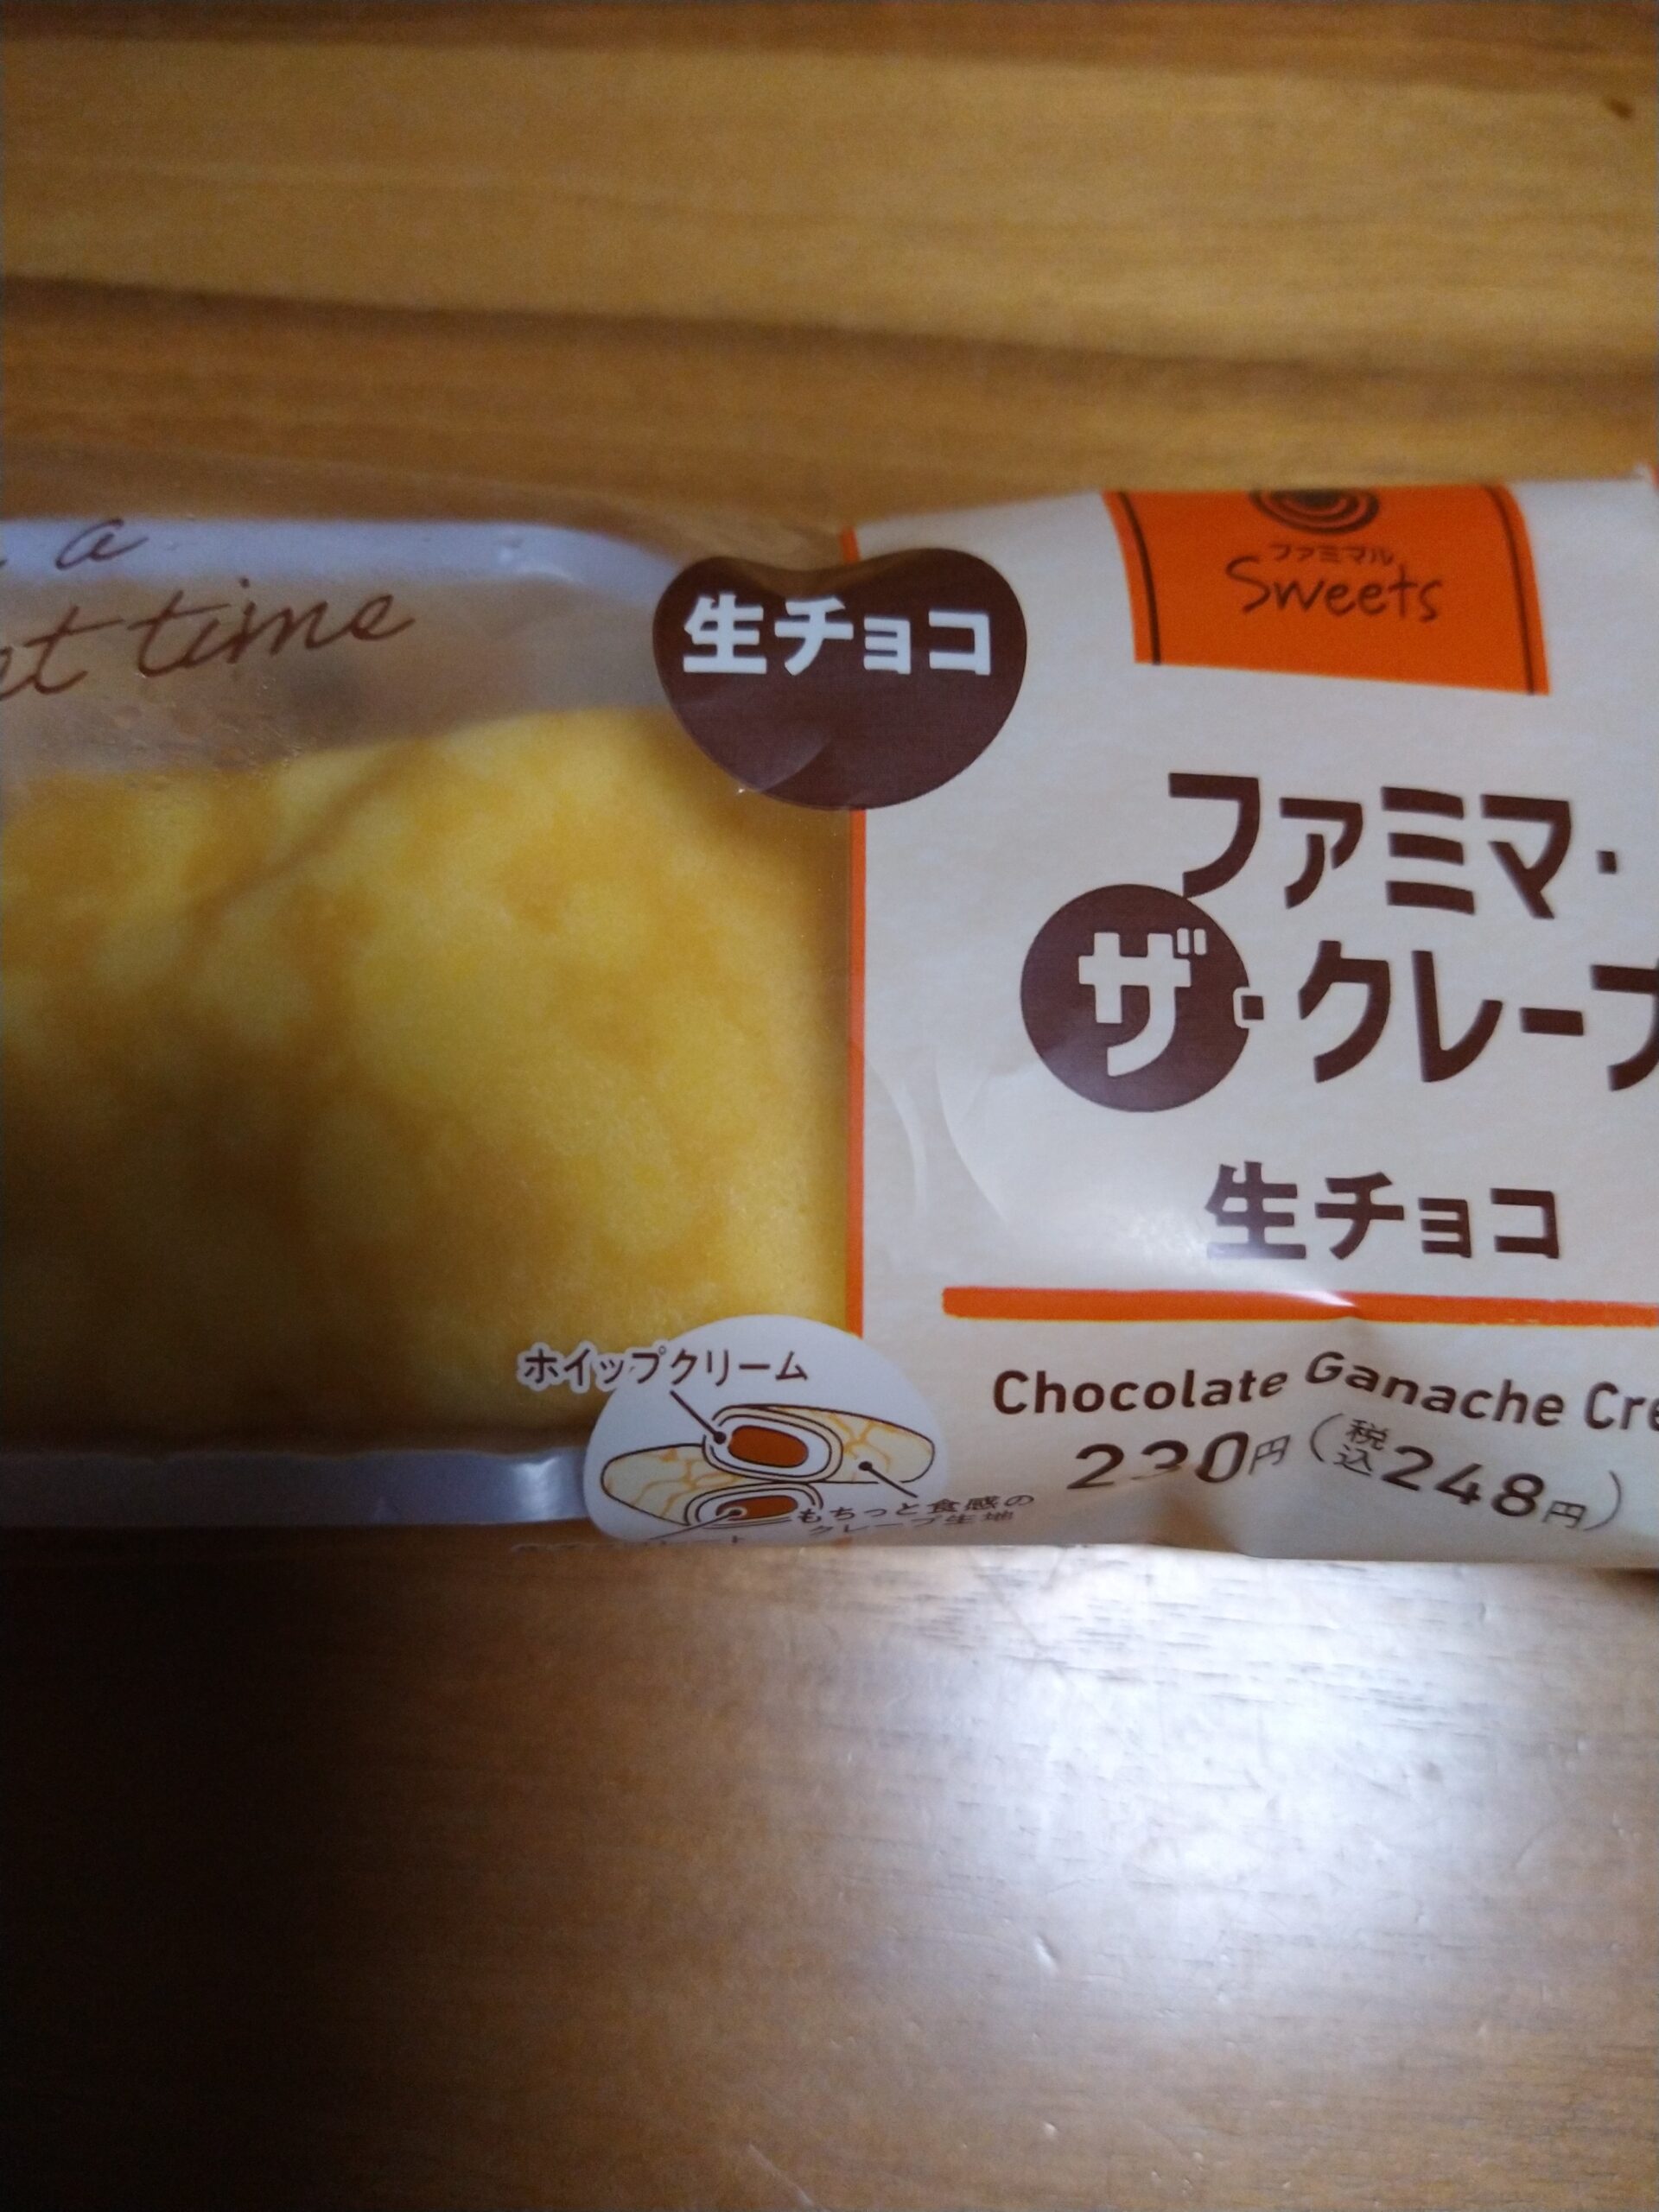 a
time
生チョコ
ファミマル
Sweets
ファミマ・
ザ・クレープ
生チョコ
Chocolate Ganache Cre
230円(税込248円)
ホイップクリーム
もちっと食感の
クレープ生地